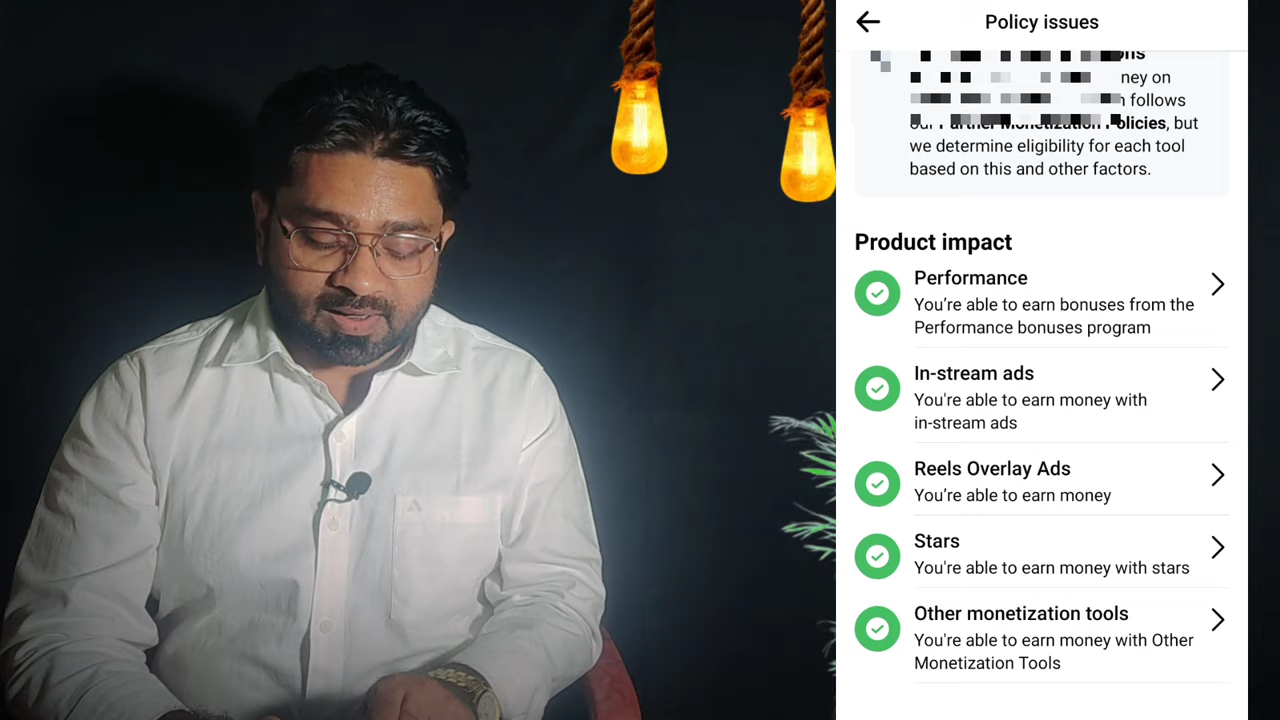 Policy issues
ney on
follows
our Partner Monetization Policies, but
we determine eligibility for each tool
based on this and other factors.
Product impact
Performance
You’re able to earn bonuses from the
Performance bonuses program
In-stream ads
You're able to earn money with
in-stream ads
Reels Overlay Ads
You’re able to earn money
Stars
You're able to earn money with stars
Other monetization tools
You're able to earn money with Other
Monetization Tools